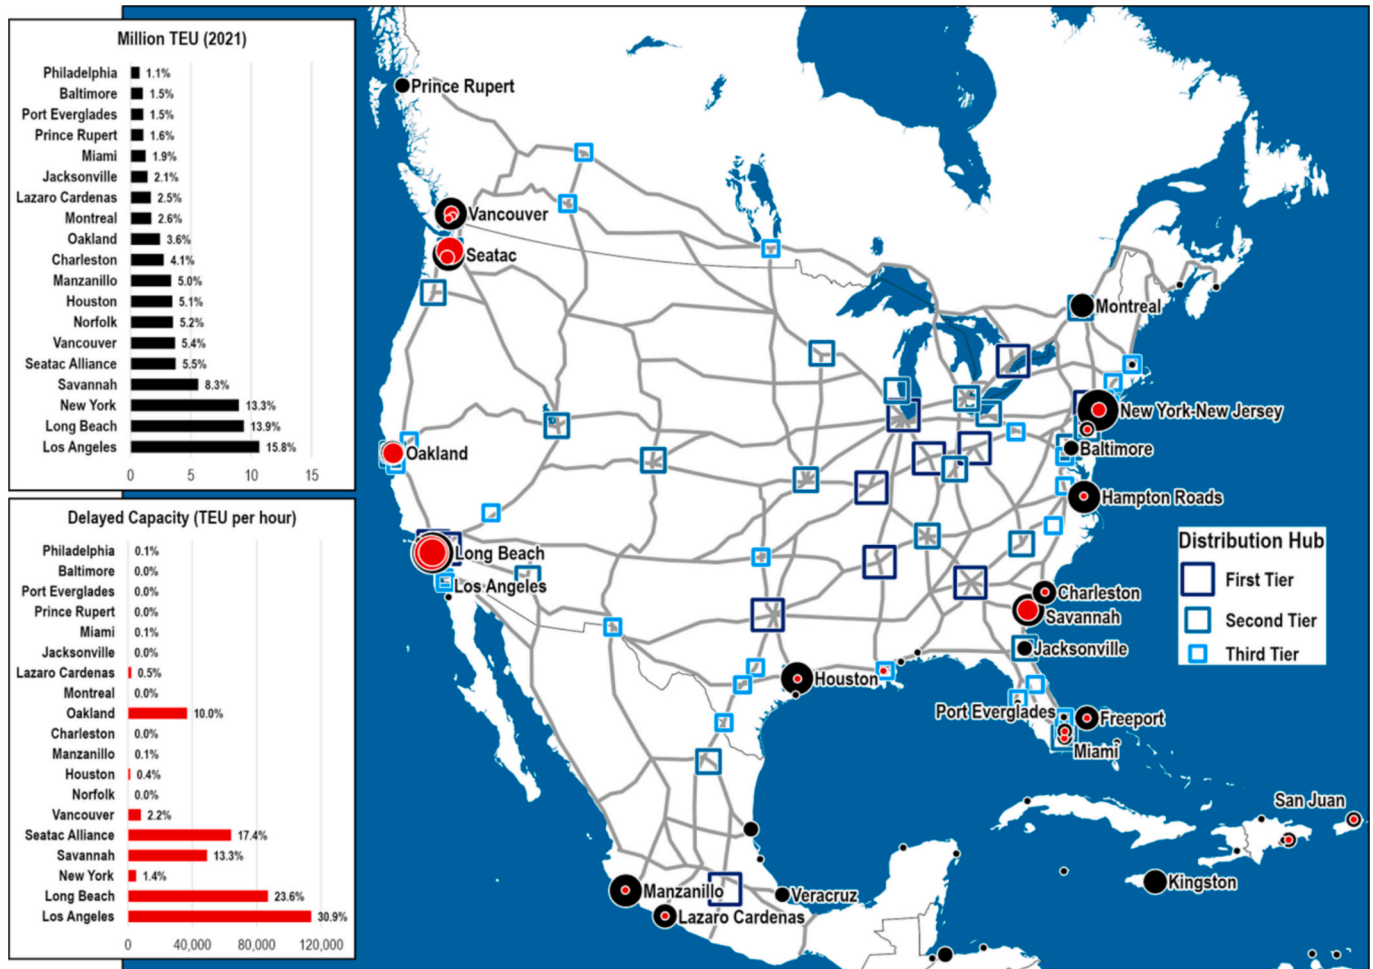 Million TEU (2021)
Philadelphia 1.1%
Baltimore 1.5%
Port Everglades 1.5%
Prince Rupert 1.6%
Miami 1.9%
Jacksonville 2.1%
Lazaro Cardenas 2.5%
Montreal 2.6%
Oakland 3.6%
Charleston 4.1%
Manzanillo 5.0%
Houston 5.1%
Norfolk 5.2%
Vancouver 5.4%
Seatac Alliance 5.5%
Savannah 8.3%
New York 13.3%
Long Beach 13.9%
Los Angeles 15.8%
0 5 10 15
Delayed Capacity (TEU per hour)
Philadelphia 0.1%
Baltimore 0.0%
Port Everglades 0.0%
Prince Rupert 0.0%
Miami 0.1%
Jacksonville 0.0%
Lazaro Cardenas 0.5%
Montreal 0.0%
Oakland 10.0%
Charleston 0.0%
Manzanillo 0.1%
Houston 0.4%
Norfolk 0.0%
Vancouver 2.2%
Seatac Alliance 17.4%
Savannah 13.3%
New York 1.4%
Long Beach 23.6%
Los Angeles 30.9%
0 40,000 80,000 120,000
Prince Rupert
Vancouver
Seatac
Montreal
New York-New Jersey
Oakland
Baltimore
Hampton Roads
Long Beach
Los Angeles
Charleston
Savannah
Jacksonville
Houston
Port Everglades
Freeport
Miami
San Juan
Manzanillo
Veracruz
Kingston
Lazaro Cardenas
Distribution Hub
First Tier
Second Tier
Third Tier